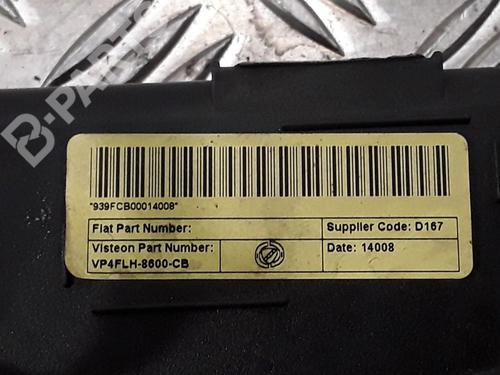 B-PARTS
"939FCB00014008"
Fiat Part Number:
Supplier Code: D167
Visteon Part Number:
VP4FLH-8600-CB
Date: 14008